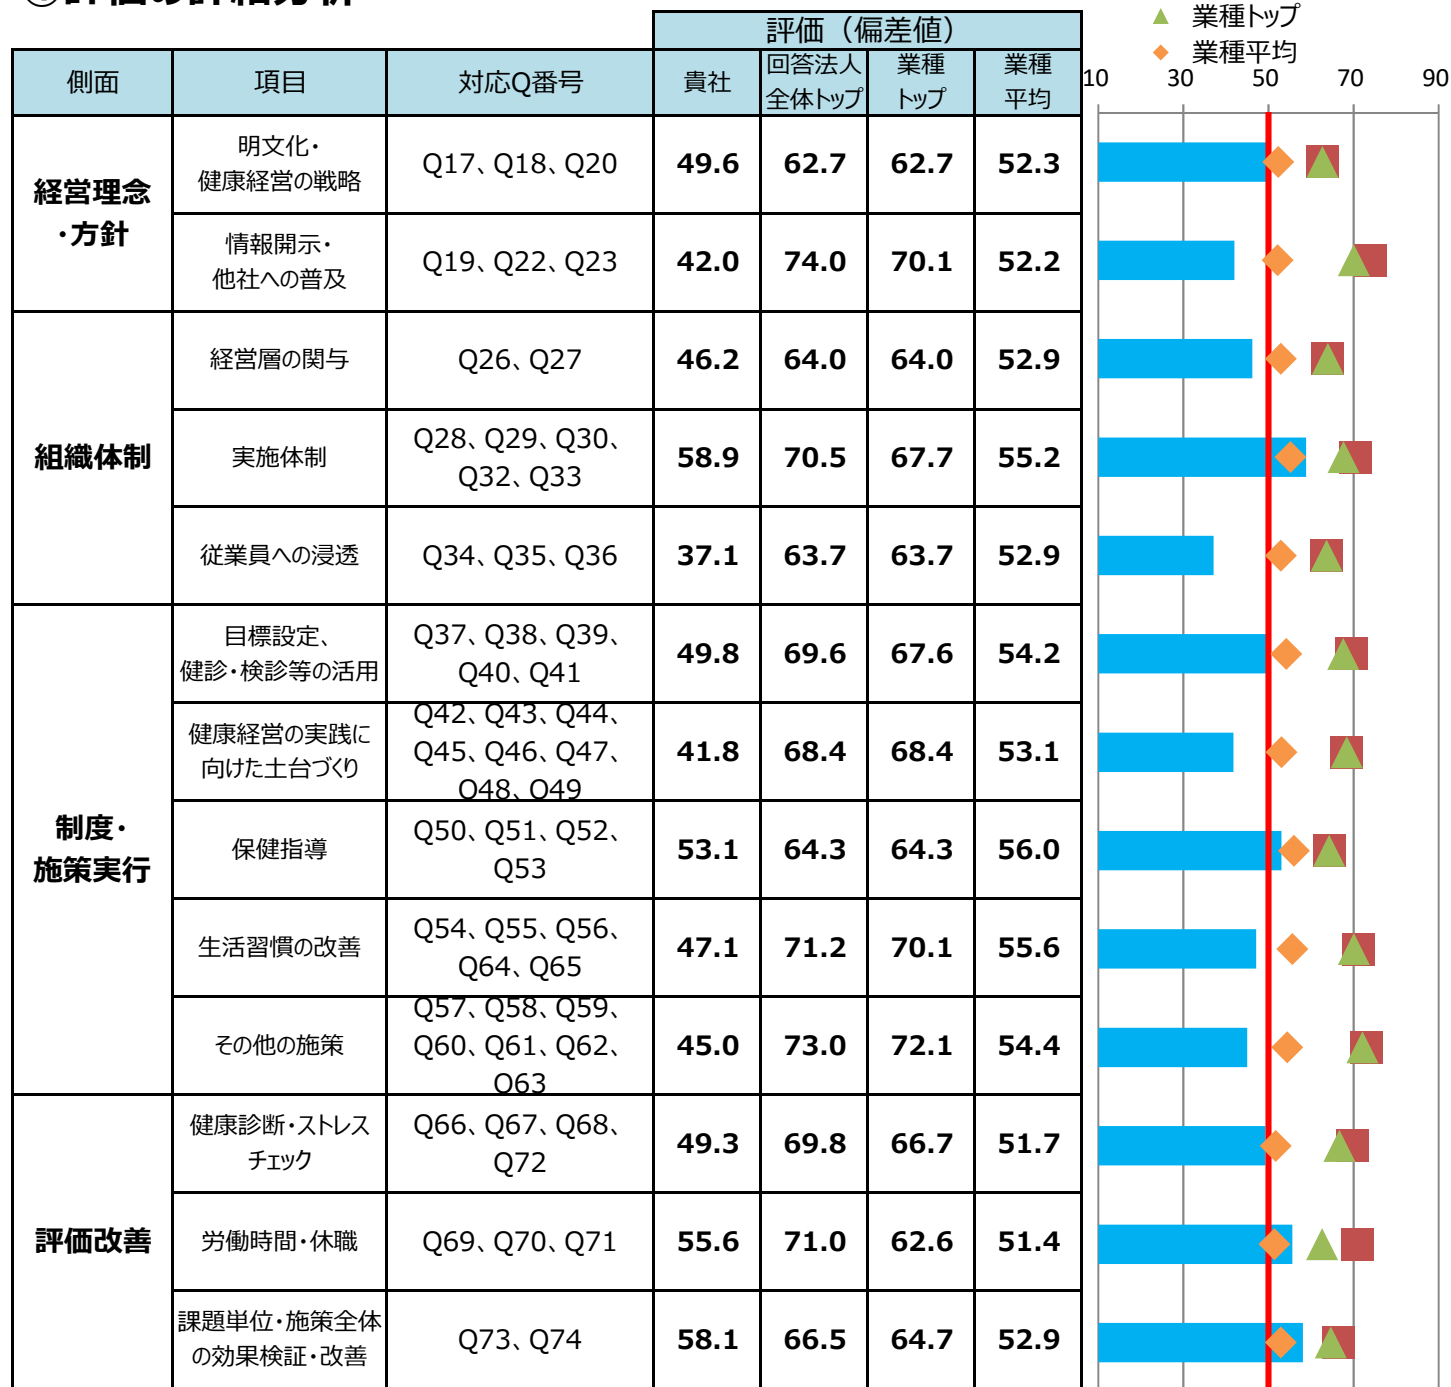 ①評価の詳細分析
▲ 業種トップ
◆ 業種平均
評価（偏差値）
側面 項目 対応Q番号 貴社 回答法人全体トップ 業種トップ 業種平均
10 30 50 70 90
経営理念
・方針
明文化・
健康経営の戦略
Q17、Q18、Q20
49.6 62.7 62.7 52.3
情報開示・
他社への普及
Q19、Q22、Q23
42.0 74.0 70.1 52.2
組織体制
経営層の関与
Q26、Q27
46.2 64.0 64.0 52.9
実施体制
Q28、Q29、Q30、
Q32、Q33
58.9 70.5 67.7 55.2
従業員への浸透
Q34、Q35、Q36
37.1 63.7 63.7 52.9
制度・
施策実行
目標設定、
健診・検診等の活用
Q37、Q38、Q39、
Q40、Q41
49.8 69.6 67.6 54.2
健康経営の実践に
向けた土台づくり
Q42、Q43、Q44、
Q45、Q46、Q47、
Q48、Q49
41.8 68.4 68.4 53.1
保健指導
Q50、Q51、Q52、
Q53
53.1 64.3 64.3 56.0
生活習慣の改善
Q54、Q55、Q56、
Q64、Q65
47.1 71.2 70.1 55.6
その他の施策
Q57、Q58、Q59、
Q60、Q61、Q62、
Q63
45.0 73.0 72.1 54.4
評価改善
健康診断・ストレス
チェック
Q66、Q67、Q68、
Q72
49.3 69.8 66.7 51.7
労働時間・休職
Q69、Q70、Q71
55.6 71.0 62.6 51.4
課題単位・施策全体
の効果検証・改善
Q73、Q74
58.1 66.5 64.7 52.9